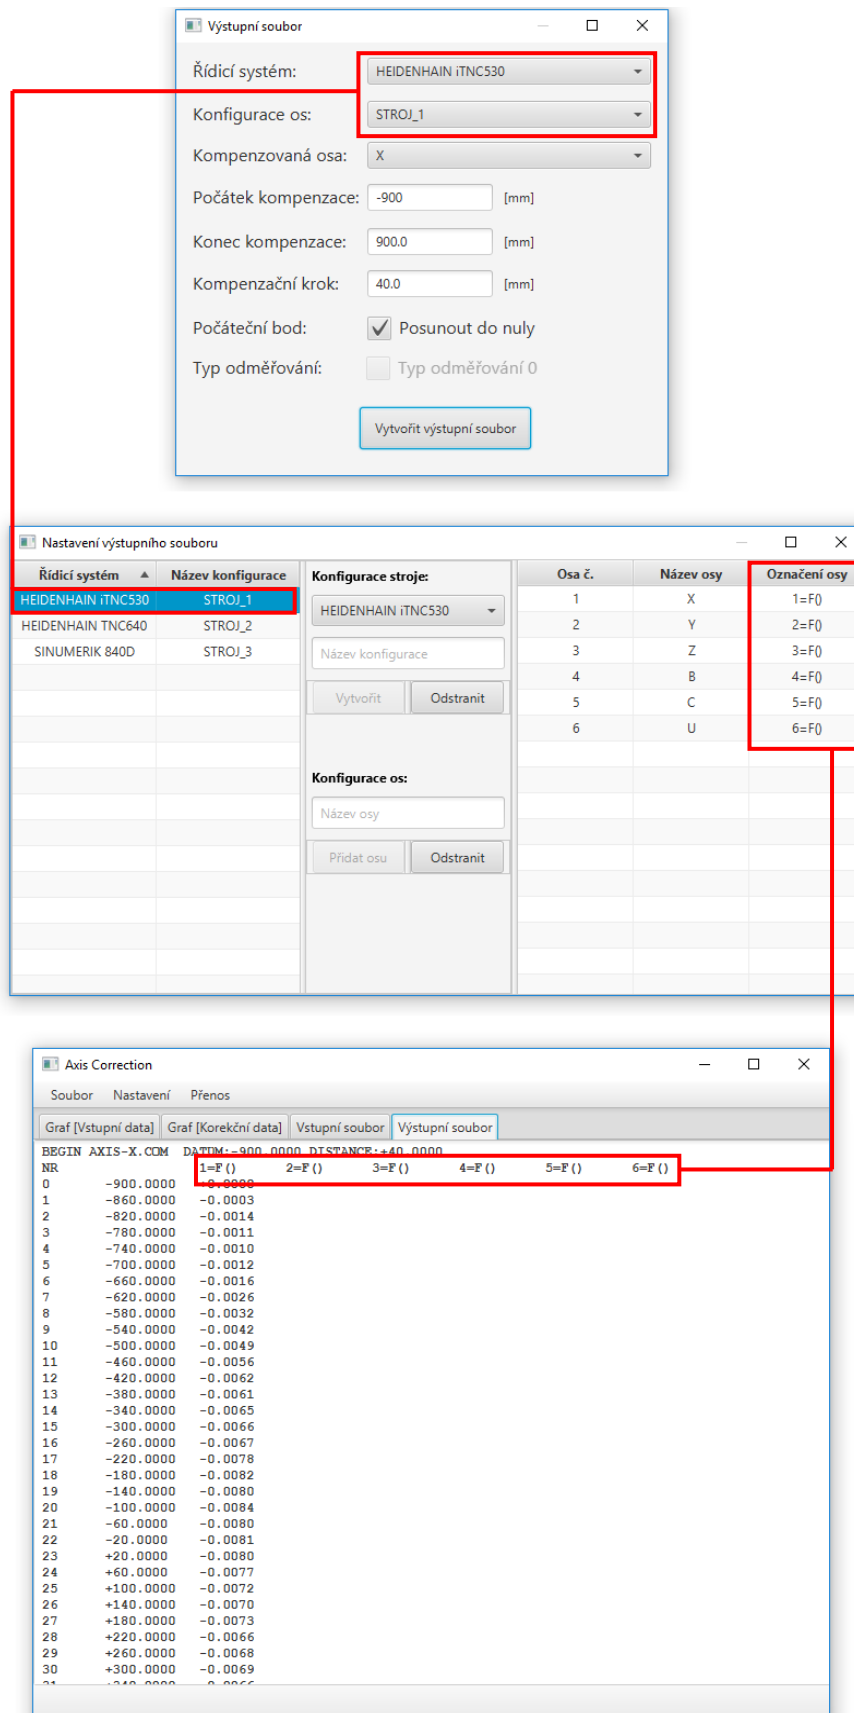 Výstupní soubor
Řídicí systém: HEIDENHAIN iTNC530
Konfigurace os: STROJ_1
Kompenzovaná osa: X
Počátek kompenzace: -900 [mm]
Konec kompenzace: 900.0 [mm]
Kompenzační krok: 40.0 [mm]
Počáteční bod: Posunout do nuly
Typ odměřování: Typ odměřování 0
Vytvořit výstupní soubor
Nastavení výstupního souboru
Řídicí systém Název konfigurace
HEIDENHAIN iTNC530 STROJ_1
HEIDENHAIN TNC640 STROJ_2
SINUMERIK 840D STROJ_3
Konfigurace stroje:
HEIDENHAIN iTNC530
Název konfigurace
Vytvořit Odstranit
Konfigurace os:
Název osy
Přidat osu Odstranit
Osa č. Název osy Označení osy
1 X 1=F()
2 Y 2=F()
3 Z 3=F()
4 B 4=F()
5 C 5=F()
6 U 6=F()
Axis Correction
Soubor Nastavení Přenos
Graf [Vstupní data] Graf [Korekční data] Vstupní soubor Výstupní soubor
BEGIN AXIS-X.COM DATUM:-900.0000 DISTANCE:+40.0000
NR 1=F() 2=F() 3=F() 4=F() 5=F() 6=F()
0 -900.0000 +0.0000
1 -860.0000 -0.0003
2 -820.0000 -0.0014
3 -780.0000 -0.0011
4 -740.0000 -0.0010
5 -700.0000 -0.0012
6 -660.0000 -0.0016
7 -620.0000 -0.0026
8 -580.0000 -0.0032
9 -540.0000 -0.0042
10 -500.0000 -0.0049
11 -460.0000 -0.0056
12 -420.0000 -0.0062
13 -380.0000 -0.0061
14 -340.0000 -0.0065
15 -300.0000 -0.0066
16 -260.0000 -0.0067
17 -220.0000 -0.0078
18 -180.0000 -0.0082
19 -140.0000 -0.0080
20 -100.0000 -0.0084
21 -60.0000 -0.0080
22 -20.0000 -0.0081
23 +20.0000 -0.0080
24 +60.0000 -0.0077
25 +100.0000 -0.0072
26 +140.0000 -0.0070
27 +180.0000 -0.0073
28 +220.0000 -0.0066
29 +260.0000 -0.0068
30 +300.0000 -0.0069